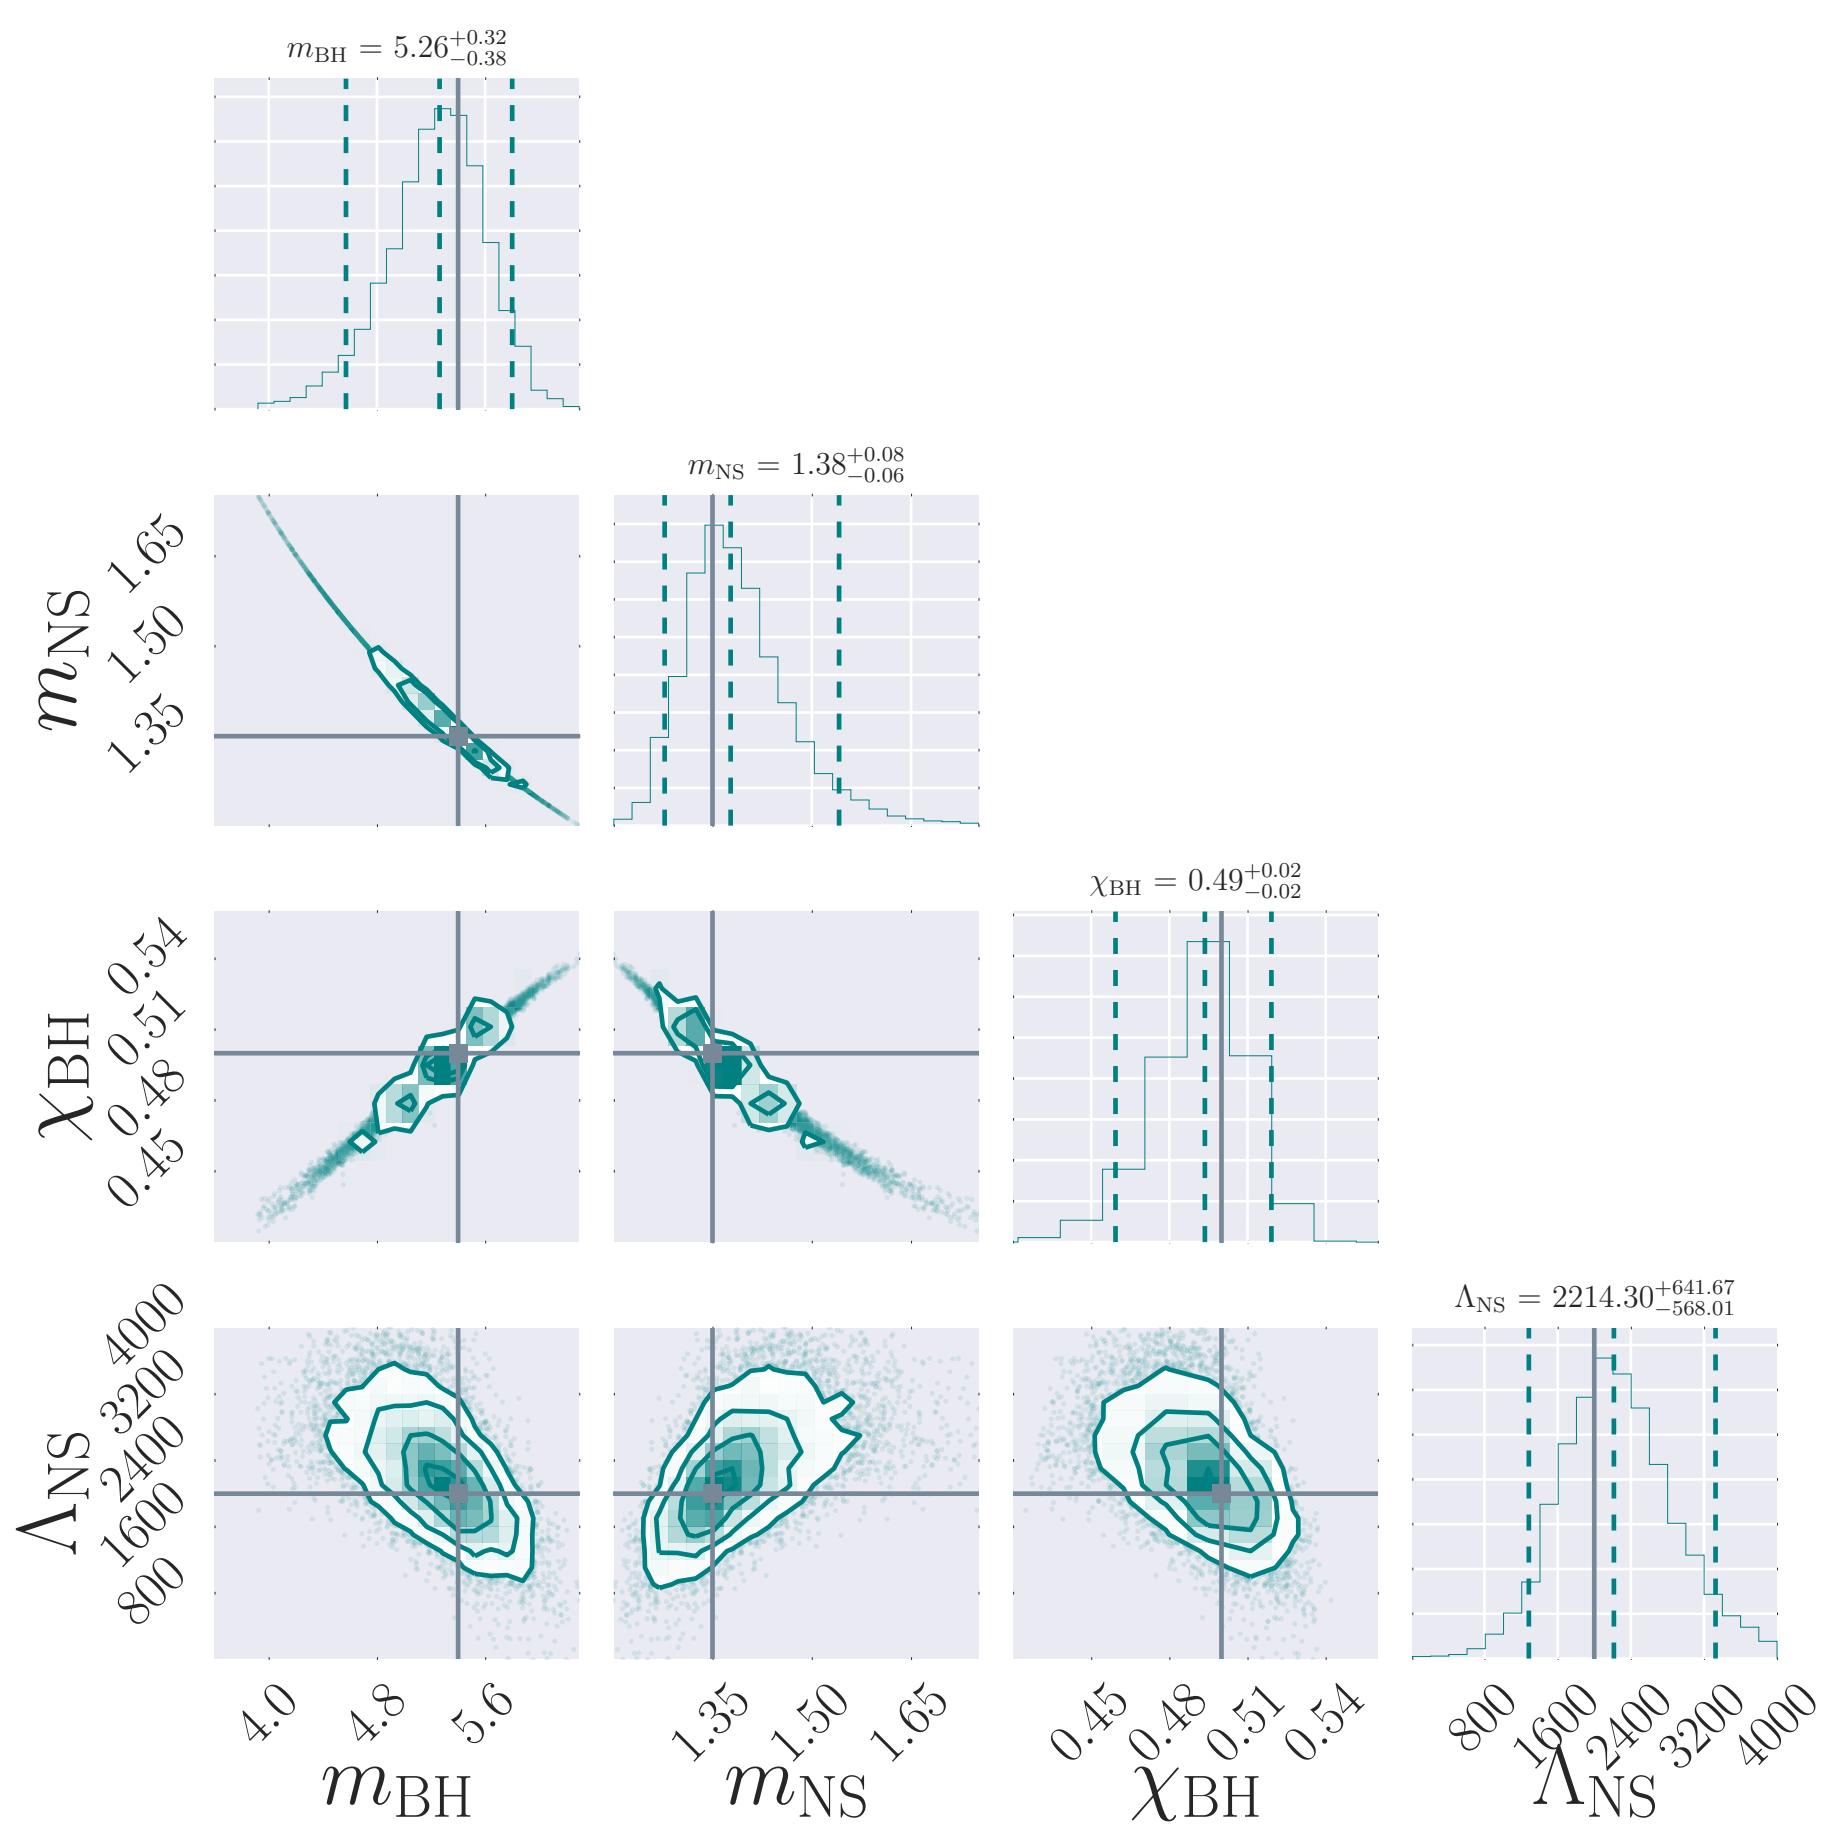 m_BH = 5.26^{+0.32}_{−0.38}
m_NS = 1.38^{+0.08}_{−0.06}
m_NS
1.65
1.50
1.35
χ_BH = 0.49^{+0.02}_{−0.02}
χ_BH
0.54
0.51
0.48
0.45
Λ_NS = 2214.30^{+641.67}_{−568.01}
Λ_NS
4000
3200
2400
1600
800
4.0 4.8 5.6
1.35 1.50 1.65
0.45 0.48 0.51 0.54
800 1600 2400 3200 4000
m_BH m_NS χ_BH Λ_NS